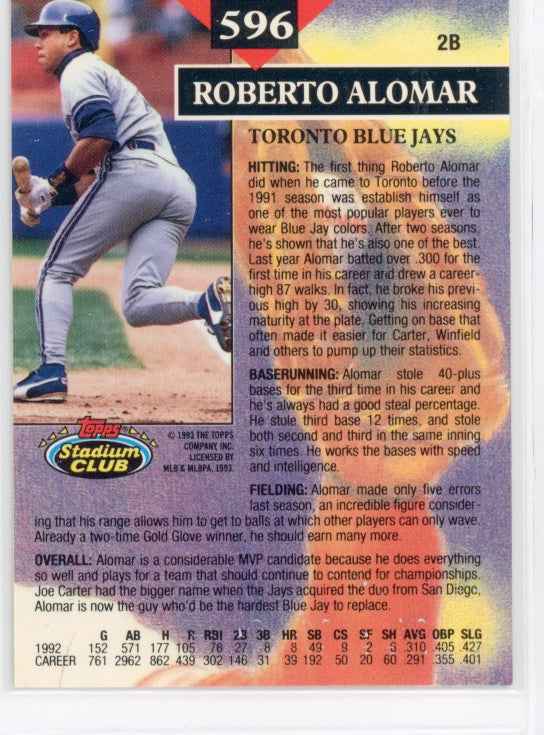 596
2B
ROBERTO ALOMAR
TORONTO BLUE JAYS
HITTING: The first thing Roberto Alomar
did when he came to Toronto before the
1991 season was establish himself as
one of the most popular players ever to
wear Blue Jay colors. After two seasons,
he's shown that he's also one of the best.
Last year Alomar batted over .300 for the
first time in his career and drew a career-
high 87 walks. In fact, he broke his previ-
ous high by 30, showing his increasing
maturity at the plate. Getting on base that
often made it easier for Carter, Winfield
and others to pump up their statistics.
BASERUNNING: Alomar stole 40-plus
bases for the third time in his career and
he's always had a good steal percentage.
He stole third base 12 times, and stole
both second and third in the same inning
six times. He works the bases with speed
and intelligence.
Topps
Stadium
CLUB
© 1993 THE TOPPS
COMPANY, INC.
LICENSED BY
MLB & MLBPA, 1993.
FIELDING: Alomar made only five errors
last season, an incredible figure consider-
ing that his range allows him to get to balls at which other players can only wave.
Already a two-time Gold Glove winner, he should earn many more.
OVERALL: Alomar is a considerable MVP candidate because he does everything
so well and plays for a team that should continue to contend for championships.
Joe Carter had the bigger name when the Jays acquired the duo from San Diego,
Alomar is now the guy who'd be the hardest Blue Jay to replace.
G AB H R RBI 2B 3B HR SB CS SF SH AVG OBP SLG
1992 152 571 177 105 76 27 8 8 49 9 2 6 .310 .405 .427
CAREER 761 2962 862 439 302 146 31 39 192 50 20 60 .291 .355 .401